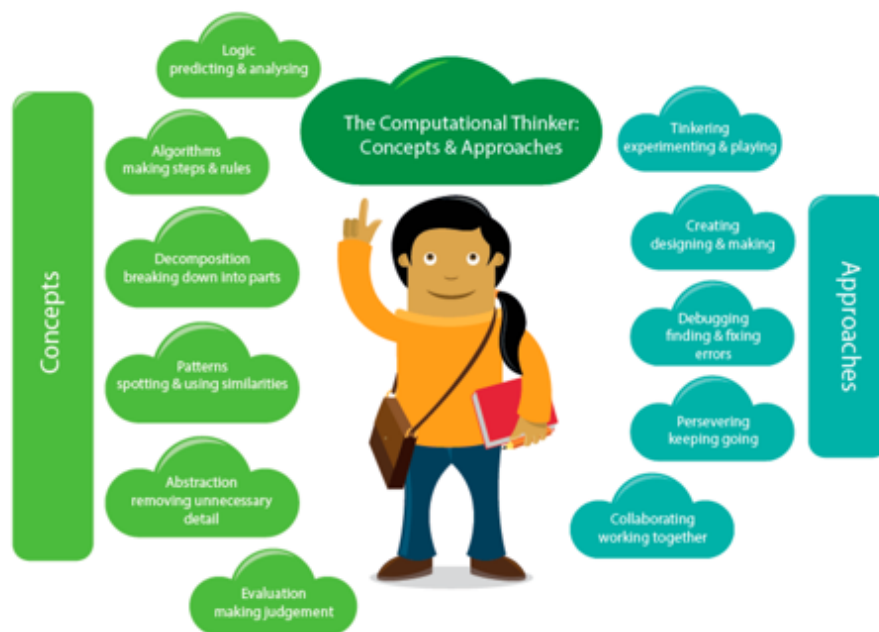 The Computational Thinker:
Concepts & Approaches
Concepts
Logic
predicting & analysing
Algorithms
making steps & rules
Decomposition
breaking down into parts
Patterns
spotting & using similarities
Abstraction
removing unnecessary
detail
Evaluation
making judgement
Approaches
Tinkering
experimenting & playing
Creating
designing & making
Debugging
finding & fixing
errors
Persevering
keeping going
Collaborating
working together